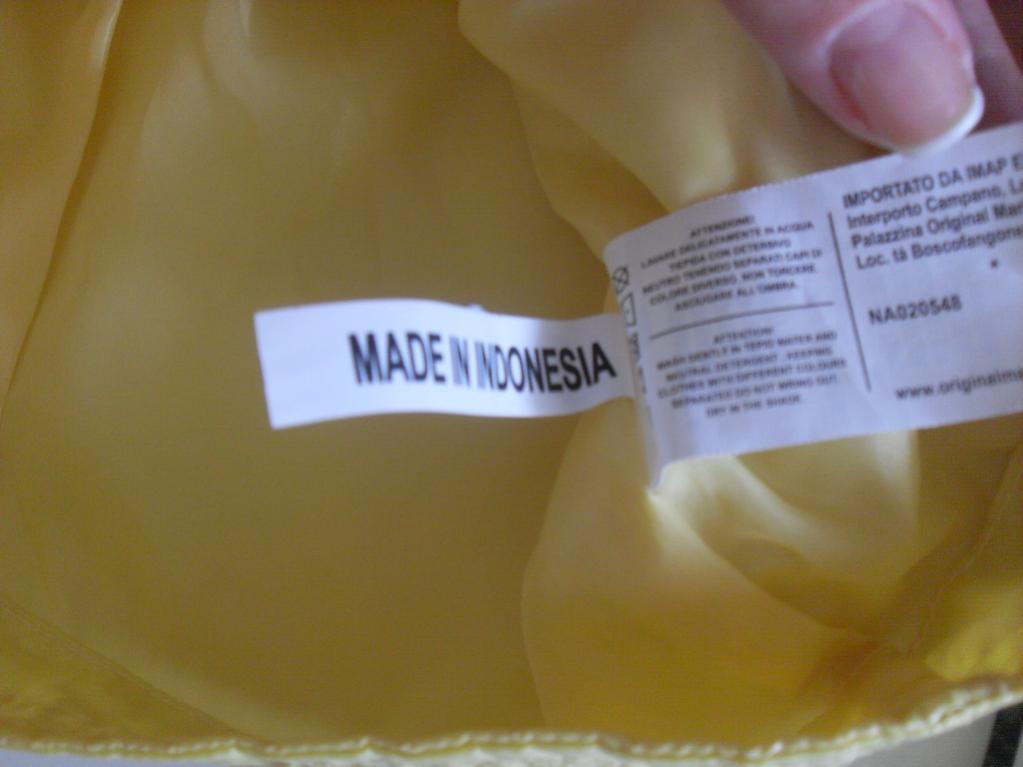 MADE IN INDONESIA
ATTENZIONE!
LAVARE DELICATAMENTE IN ACQUA
TIEPIDA CON DETERSIVO
NEUTRO TENENDO SEPARATI CAPI DI
COLORE DIVERSO. NON TORCERE.
ASCIUGARE ALL'OMBRA.
ATTENTION!
WASH GENTLY IN TEPID WATER AND
NEUTRAL DETERGENT. KEEPING
CLOTHES WITH DIFFERENT COLOURS
SEPARATED DO NOT WRING OUT.
DRY IN THE SHADE.
IMPORTATO DA IMAP E
Interporto Campano, L
Palazzina Original Mar
Loc. tà Boscofangon
NA020548
www.originalma